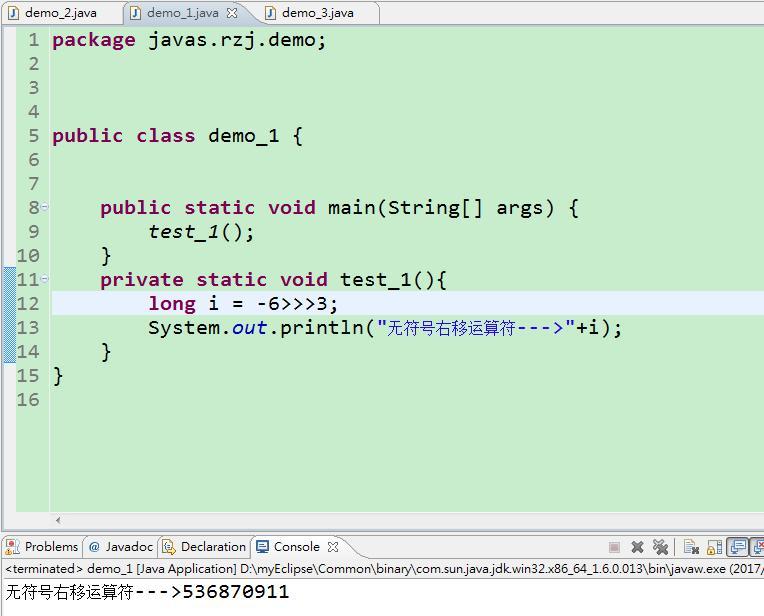 demo_2.java demo_1.java demo_3.java
1 package javas.rzj.demo;
2
3
4
5 public class demo_1 {
6
7
8 public static void main(String[] args) {
9 test_1();
10 }
11 private static void test_1(){
12 long i = -6>>>3;
13 System.out.println("无符号右移运算符--->"+i);
14 }
15 }
16
Problems @ Javadoc Declaration Console
<terminated> demo_1 [Java Application] D:\myEclipse\Common\binary\com.sun.java.jdk.win32.x86_64_1.6.0.013\bin\javaw.exe (2017/
无符号右移运算符--->536870911